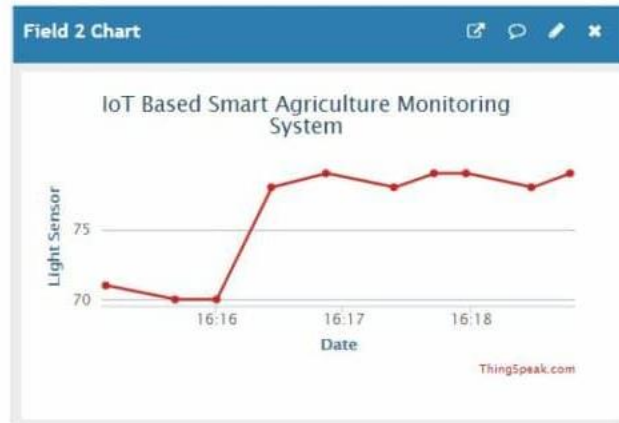 Field 2 Chart
IoT Based Smart Agriculture Monitoring
System
Light Sensor
75
70
16:16
16:17
16:18
Date
ThingSpeak.com